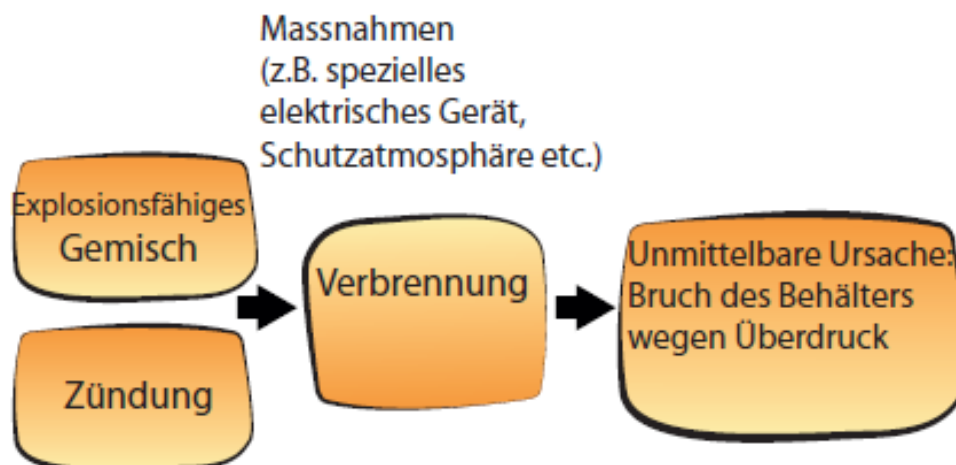 Massnahmen
(z.B. spezielles
elektrisches Gerät,
Schutzatmosphäre etc.)
Explosionsfähiges
Gemisch
Zündung
Verbrennung
Unmittelbare Ursache:
Bruch des Behälters
wegen Überdruck